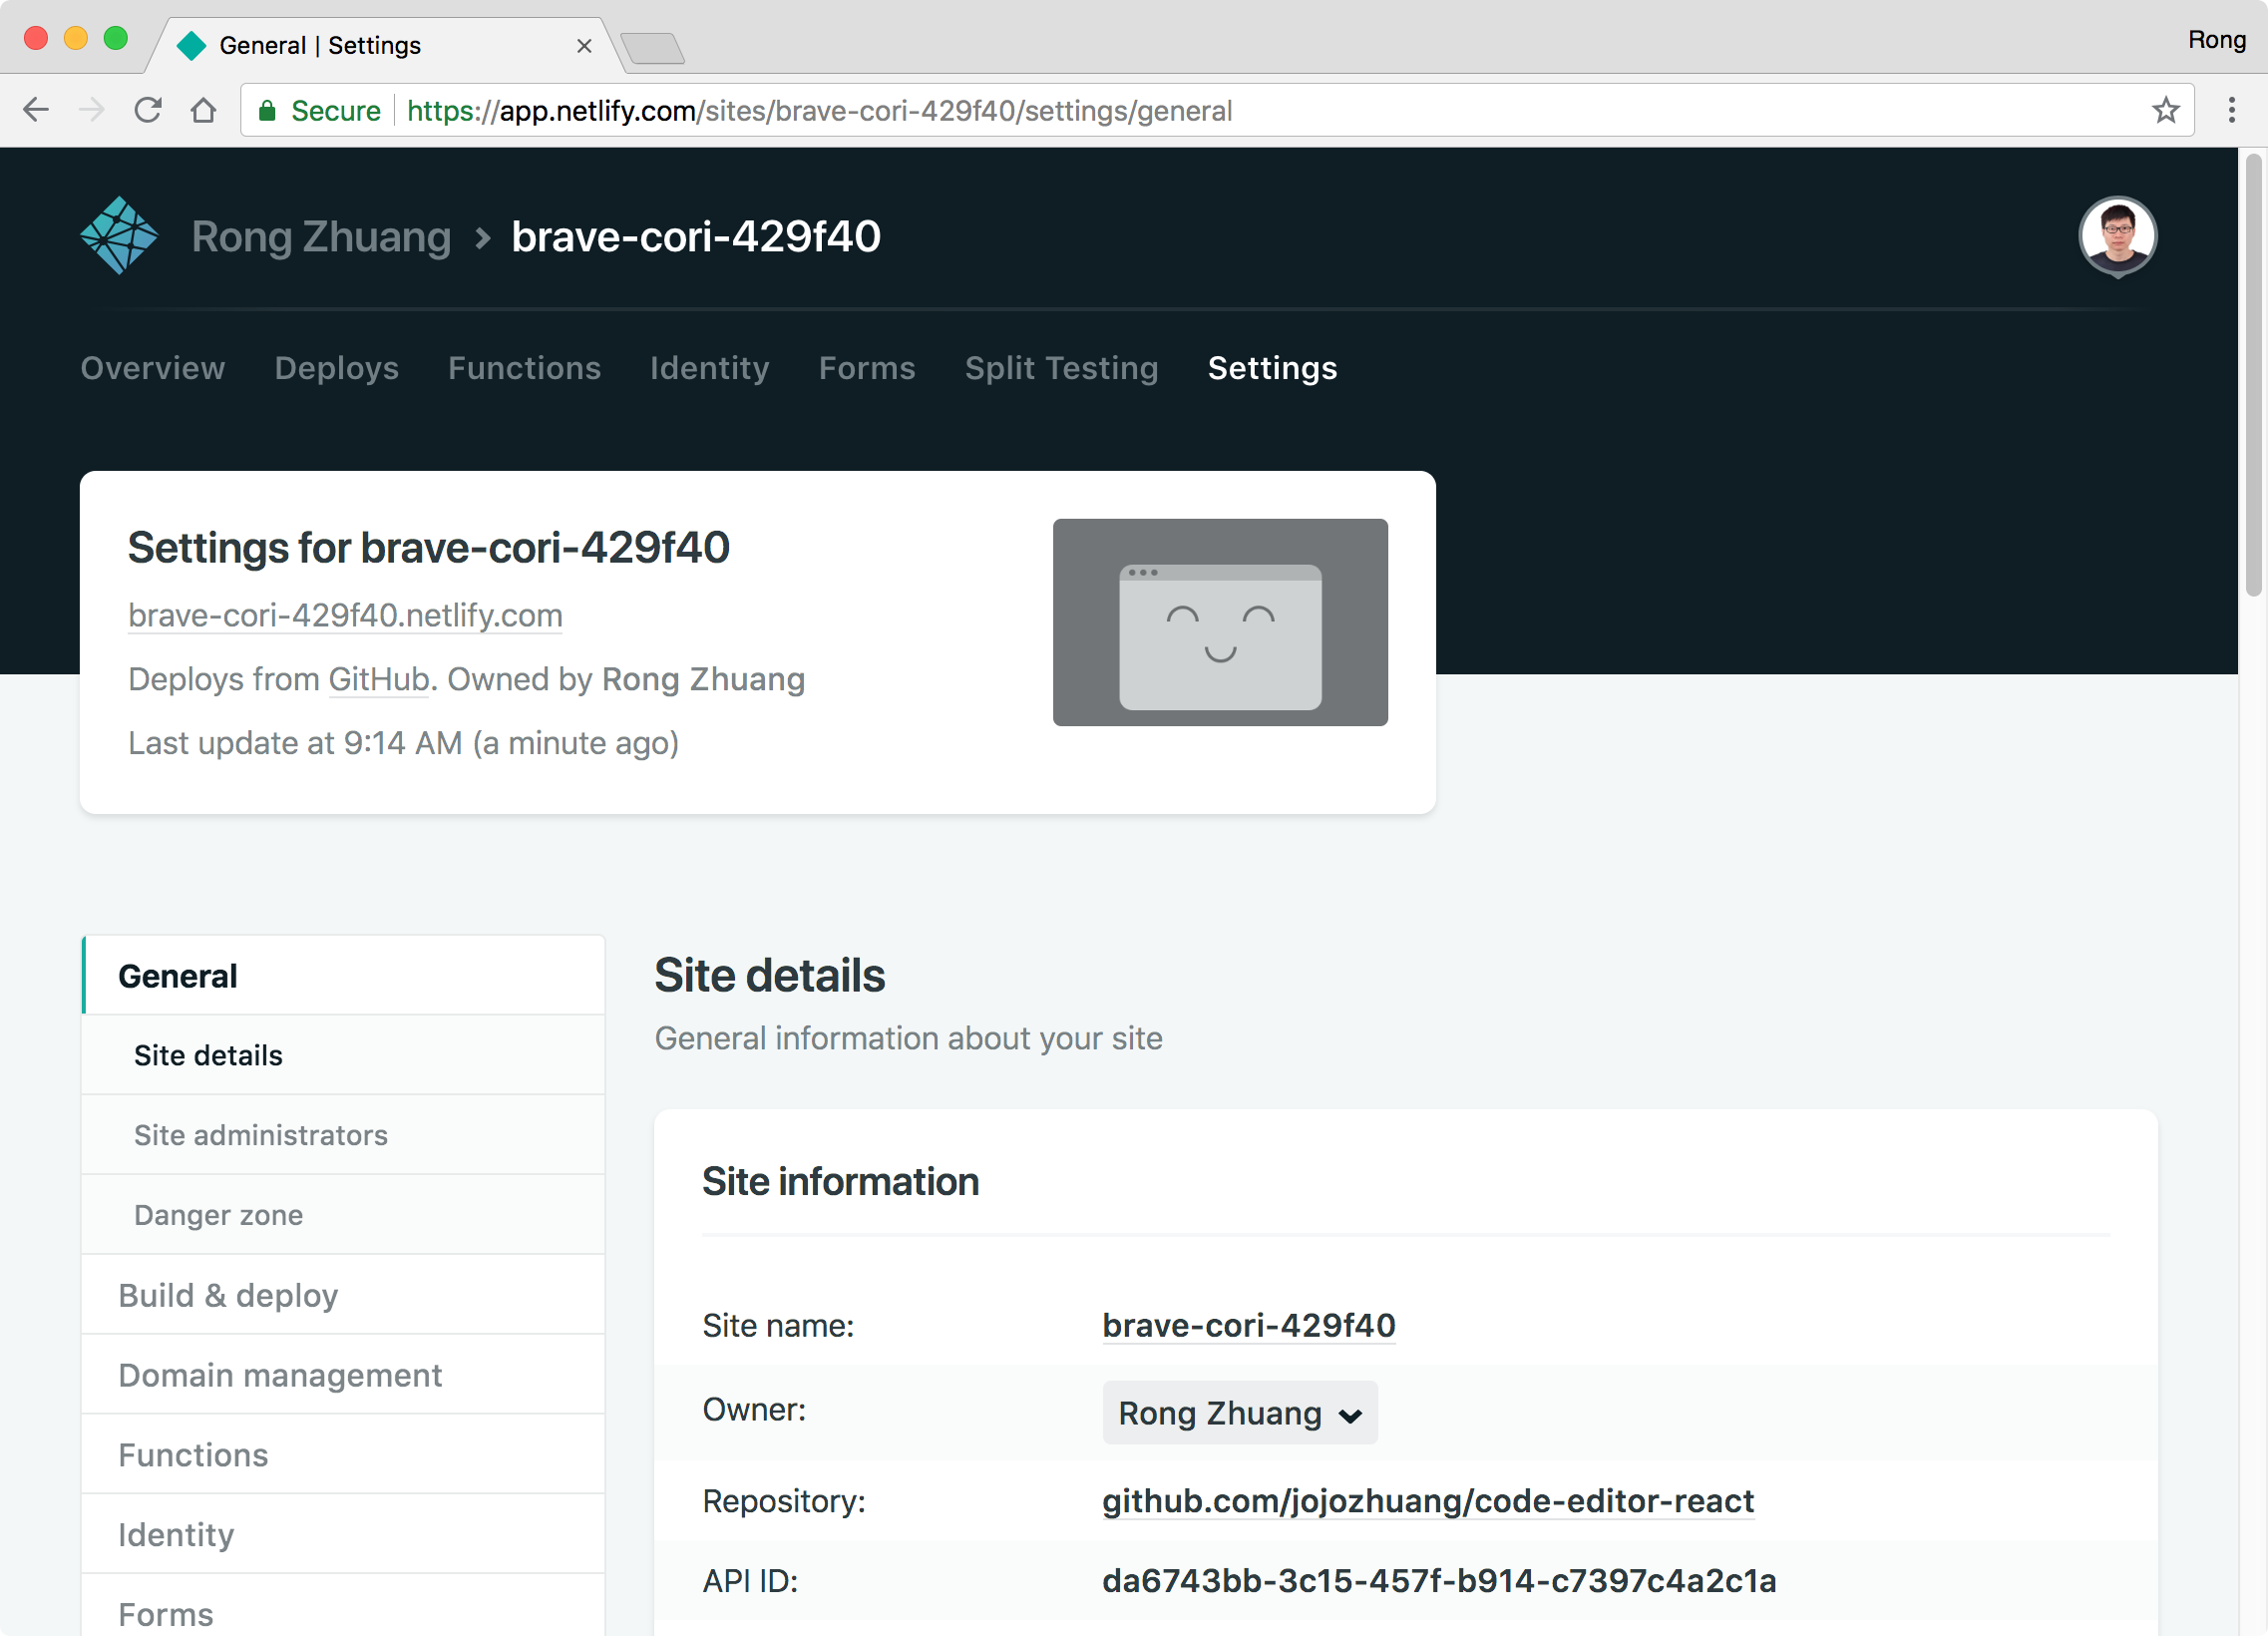 General | Settings
Rong
Secure https://app.netlify.com/sites/brave-cori-429f40/settings/general
Rong Zhuang > brave-cori-429f40
Overview Deploys Functions Identity Forms Split Testing Settings
Settings for brave-cori-429f40
brave-cori-429f40.netlify.com
Deploys from GitHub. Owned by Rong Zhuang
Last update at 9:14 AM (a minute ago)
General
Site details
Site administrators
Danger zone
Build & deploy
Domain management
Functions
Identity
Forms
Site details
General information about your site
Site information
Site name: brave-cori-429f40
Owner: Rong Zhuang
Repository: github.com/jojozhuang/code-editor-react
API ID: da6743bb-3c15-457f-b914-c7397c4a2c1a